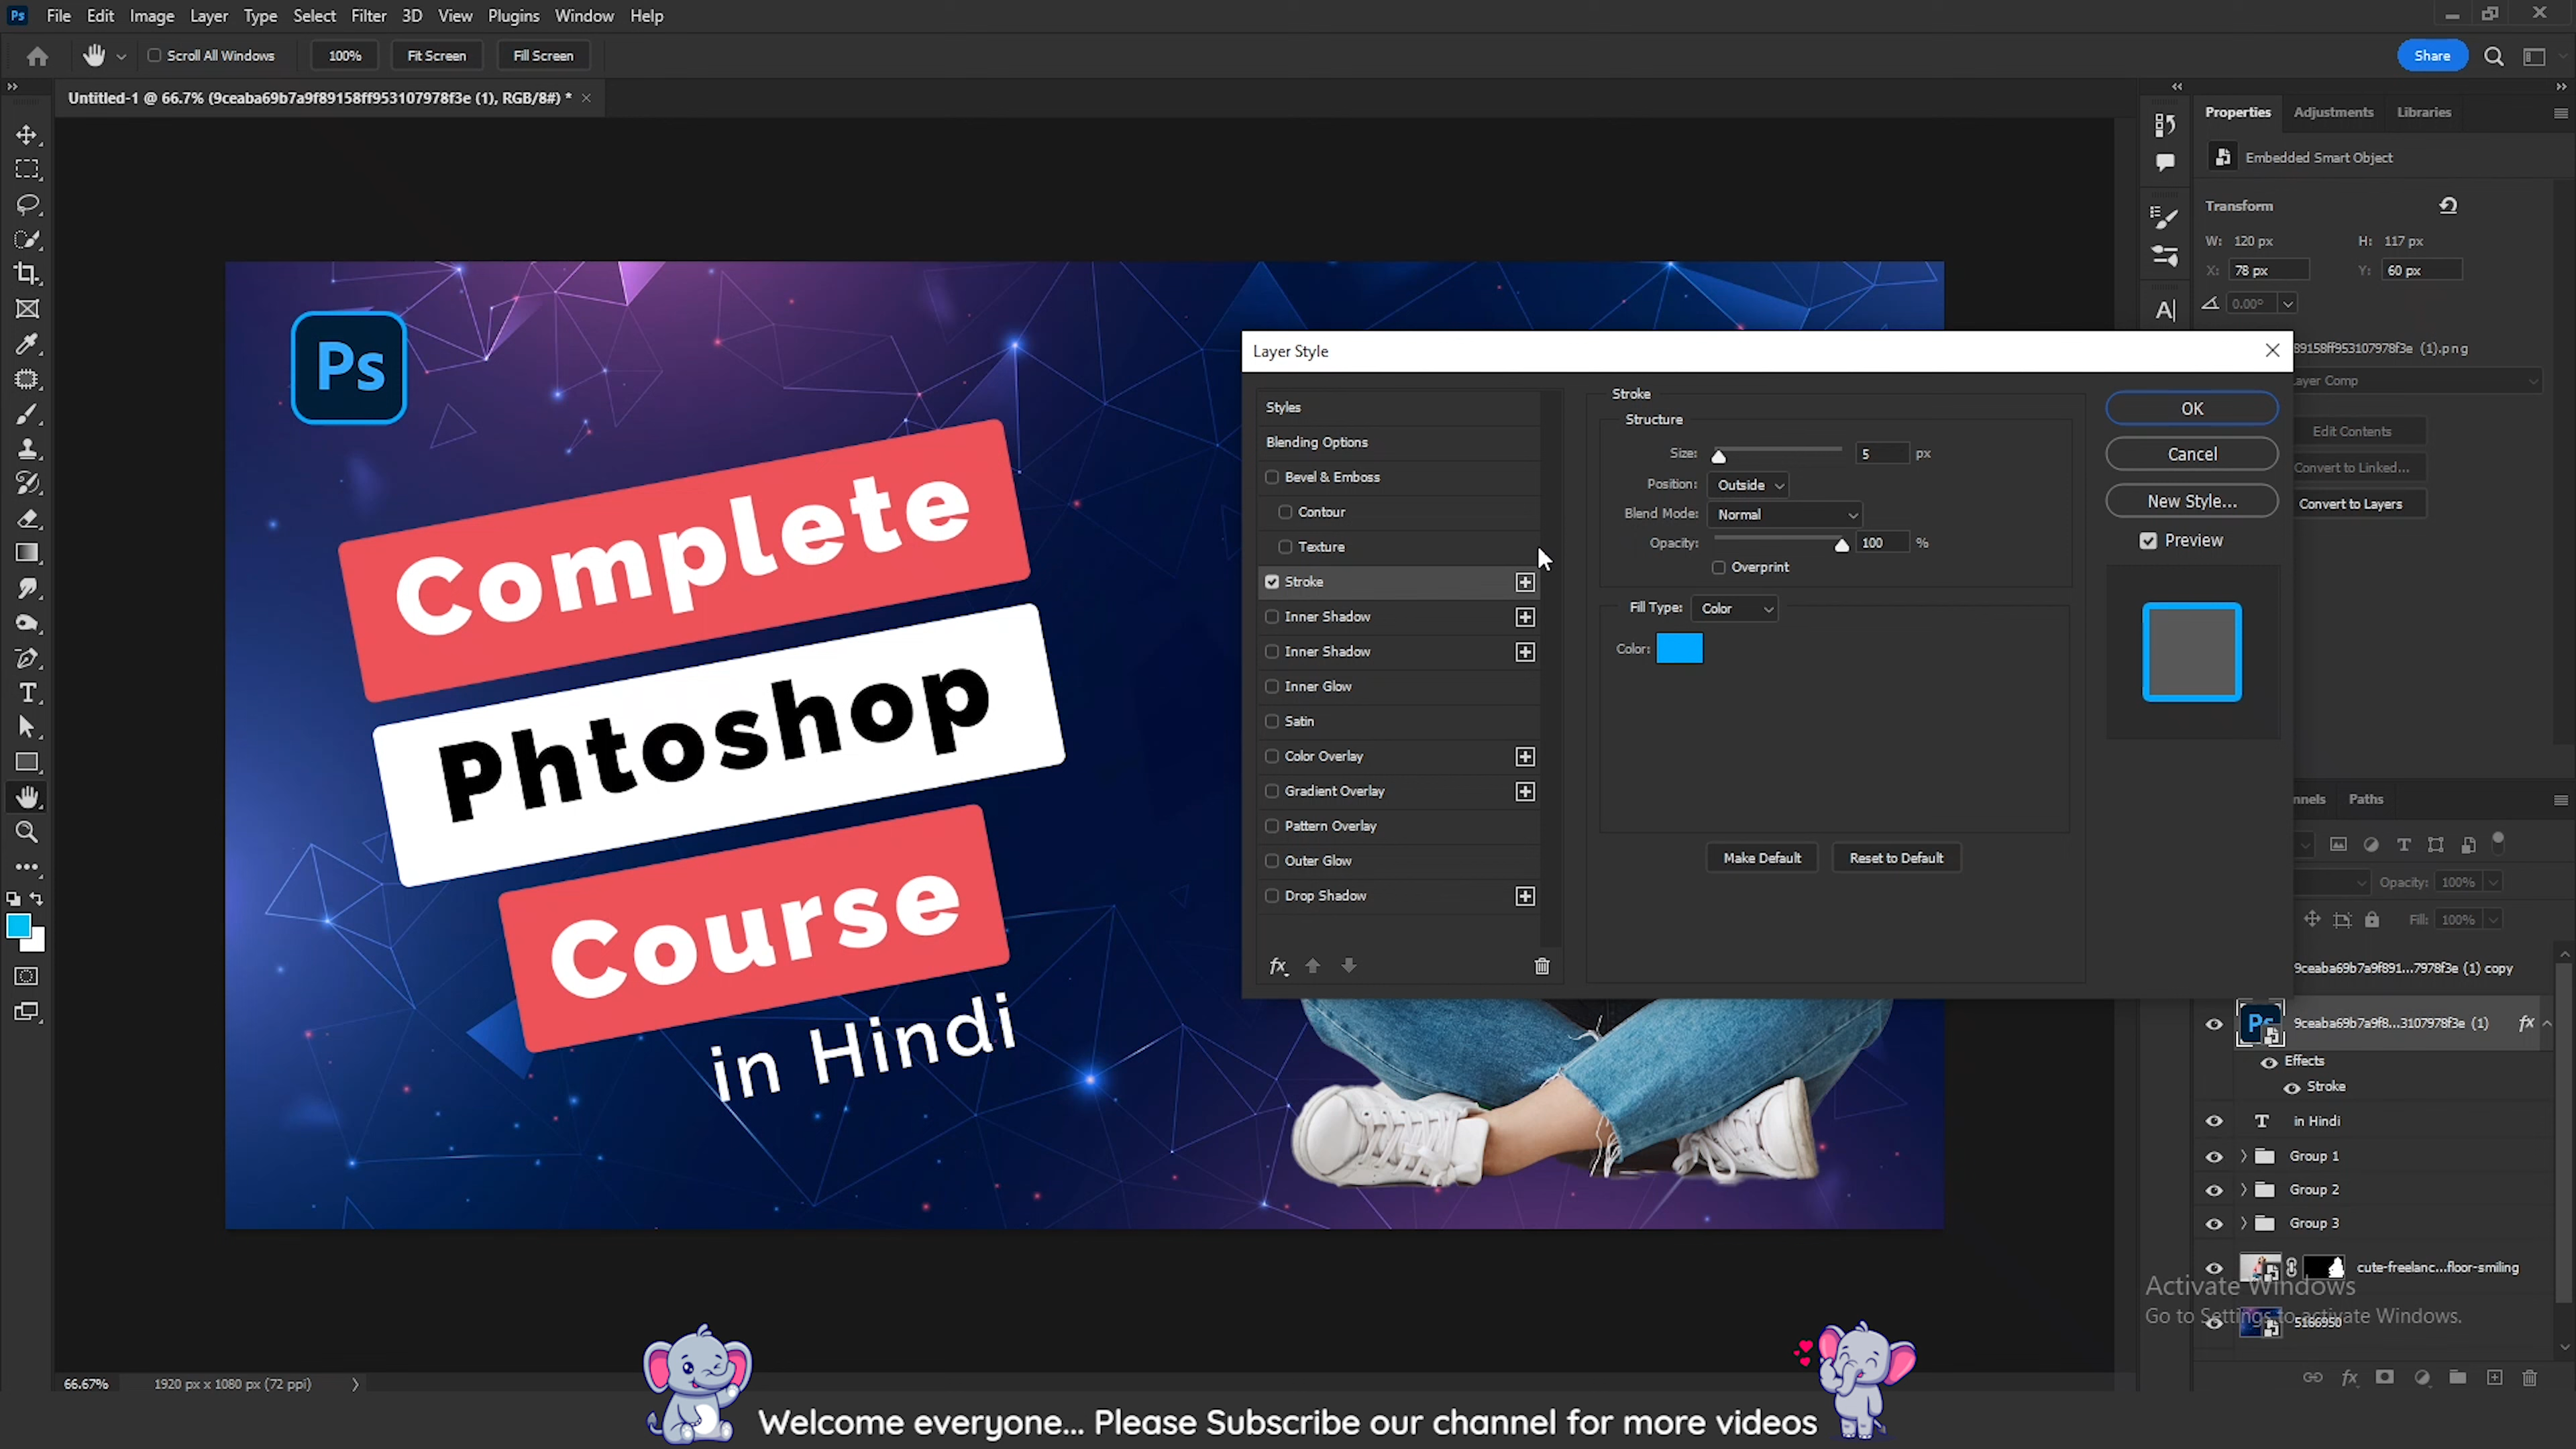 Ps File Edit Image Layer Type Select Filter 3D View Plugins Window Help
Scroll All Windows 100% Fit Screen Fill Screen Share
Untitled-1 @ 66.7% (9ceaba69b7a9f89158ff953107978f3e (1), RGB/8#) *
Properties Adjustments Libraries
Embedded Smart Object
Transform
W: 120 px H: 117 px
X: 78 px Y: 60 px
0.00°
89158ff953107978f3e (1).png
Layer Comp
Edit Contents
Convert to Linked...
Convert to Layers
Ps
Complete
Phtoshop
Course
in Hindi
Layer Style
Styles
Blending Options
Bevel & Emboss
Contour
Texture
Stroke
Inner Shadow
Inner Shadow
Inner Glow
Satin
Color Overlay
Gradient Overlay
Pattern Overlay
Outer Glow
Drop Shadow
fx
Stroke
Structure
Size: 5 px
Position: Outside
Blend Mode: Normal
Opacity: 100 %
Overprint
Fill Type: Color
Color:
Make Default Reset to Default
OK
Cancel
New Style...
Preview
nnels Paths
Opacity: 100%
Fill: 100%
9ceaba69b7a9f891...7978f3e (1) copy
Ps 9ceaba69b7a9f8...3107978f3e (1) fx
Effects
Stroke
T in Hindi
Group 1
Group 2
Group 3
cute-freelanc...floor-smiling
5166950
Activate Windows
Go to Settings to activate Windows.
fx
66.67% 1920 px x 1080 px (72 ppi)
Welcome everyone... Please Subscribe our channel for more videos